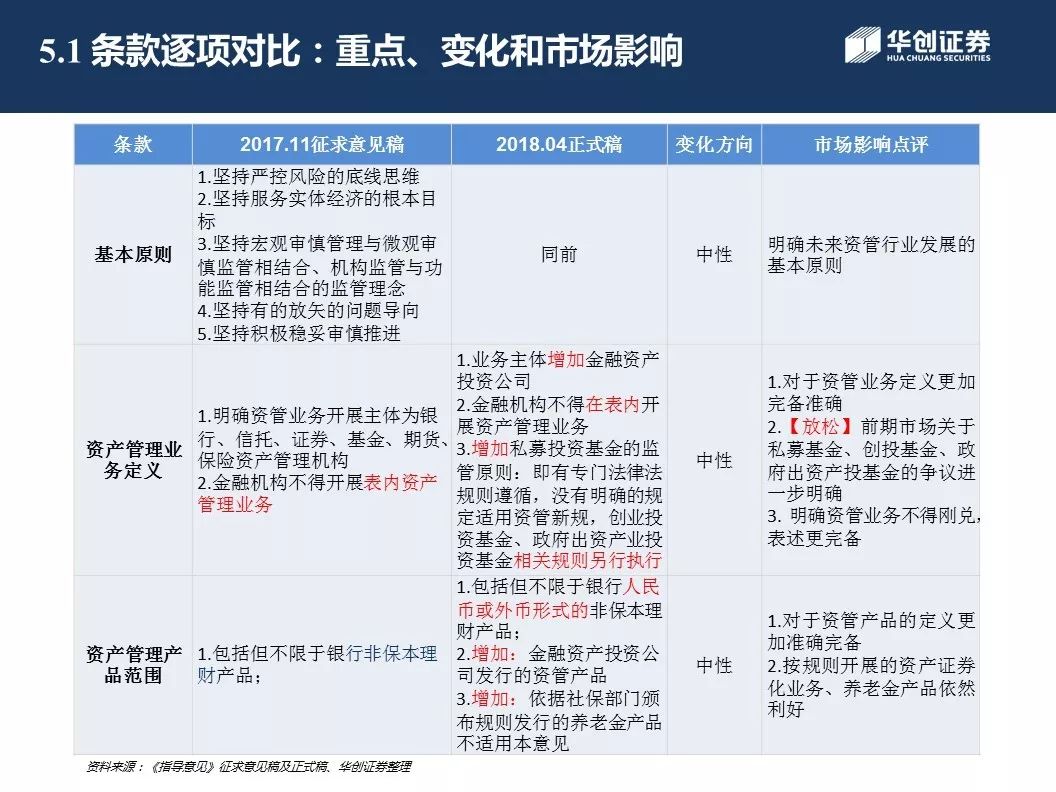 5.1 条款逐项对比：重点、变化和市场影响
华创证券
HUA CHUANG SECURITIES
条款
2017.11征求意见稿
2018.04正式稿
变化方向
市场影响点评
基本原则
1.坚持严控风险的底线思维
2.坚持服务实体经济的根本目
标
3.坚持宏观审慎管理与微观审
慎监管相结合、机构监管与功
能监管相结合的监管理念
4.坚持有的放矢的问题导向
5.坚持积极稳妥审慎推进
同前
中性
明确未来资管行业发展的
基本原则
资产管理业
务定义
1.明确资管业务开展主体为银
行、信托、证券、基金、期货、
保险资产管理机构
2.金融机构不得开展表内资产
管理业务
1.业务主体增加金融资产
投资公司
2.金融机构不得在表内开
展资产管理业务
3.增加私募投资基金的监
管原则：即有专门法律法
规则遵循，没有明确的规
定适用资管新规，创业投
资基金、政府出资产业投
资基金相关规则另行执行
中性
1.对于资管业务定义更加
完备准确
2.【放松】前期市场关于
私募基金、创投基金、政
府出资产投基金的争议进
一步明确
3. 明确资管业务不得刚兑，
表述更完备
资产管理产
品范围
1.包括但不限于银行非保本理
财产品；
1.包括但不限于银行人民
币或外币形式的非保本理
财产品；
2.增加：金融资产投资公
司发行的资管产品
3.增加：依据社保部门颁
布规则发行的养老金产品
不适用本意见
中性
1.对于资管产品的定义更
加准确完备
2.按规则开展的资产证券
化业务、养老金产品依然
利好
资料来源：《指导意见》征求意见稿及正式稿、华创证券整理